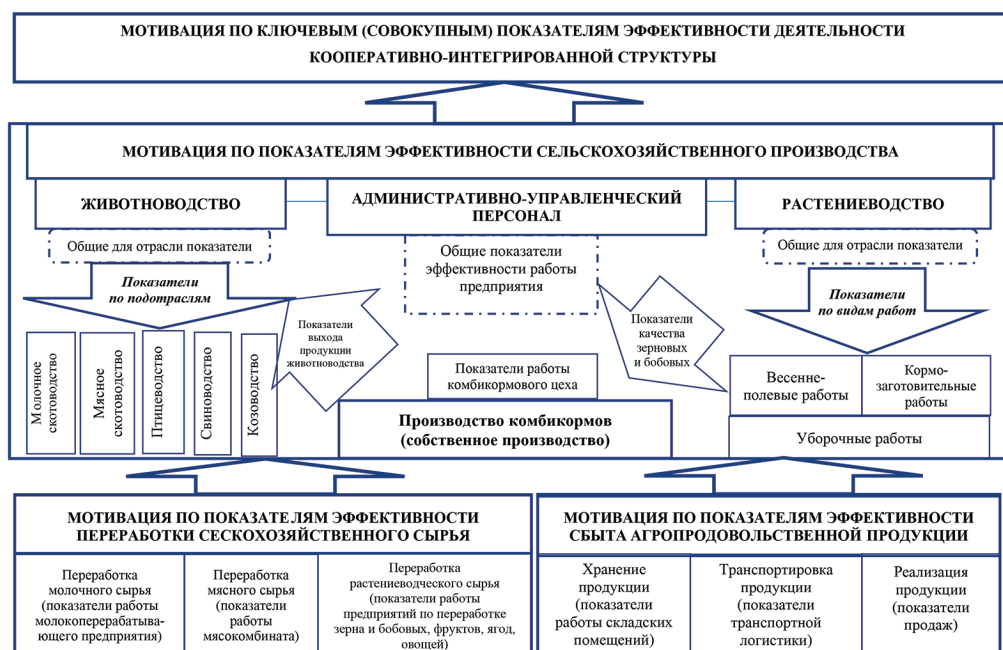 МОТИВАЦИЯ ПО КЛЮЧЕВЫМ (СОВОКУПНЫМ) ПОКАЗАТЕЛЯМ ЭФФЕКТИВНОСТИ ДЕЯТЕЛЬНОСТИ
КООПЕРАТИВНО-ИНТЕГРИРОВАННОЙ СТРУКТУРЫ
МОТИВАЦИЯ ПО ПОКАЗАТЕЛЯМ ЭФФЕКТИВНОСТИ СЕЛЬСКОХОЗЯЙСТВЕННОГО ПРОИЗВОДСТВА
ЖИВОТНОВОДСТВО
АДМИНИСТРАТИВНО-УПРАВЛЕНЧЕСКИЙ
ПЕРСОНАЛ
РАСТЕНИЕВОДСТВО
Общие для отрасли показатели
Общие показатели
эффективности работы
предприятия
Общие для отрасли показатели
Показатели
по подотраслям
Показатели
по видам работ
Молочное
скотоводство
Мясное
скотоводство
Птицеводство
Свиноводство
Козоводство
Показатели
выхода
продукции
животноводства
Показатели
качества
зерновых
и бобовых
Показатели работы
комбикормового цеха
Производство комбикормов
(собственное производство)
Весенне-
полевые работы
Кормо-
заготовительные
работы
Уборочные работы
МОТИВАЦИЯ ПО ПОКАЗАТЕЛЯМ ЭФФЕКТИВНОСТИ
ПЕРЕРАБОТКИ СЕСКОХОЗЯЙСТВЕННОГО СЫРЬЯ
Переработка
молочного сырья
(показатели работы
молокоперерабатыва-
ющего предприятия)
Переработка
мясного сырья
(показатели
работы
мясокомбината)
Переработка
растениеводческого сырья
(показатели работы
предприятий по переработке
зерна и бобовых, фруктов, ягод,
овощей)
МОТИВАЦИЯ ПО ПОКАЗАТЕЛЯМ ЭФФЕКТИВНОСТИ
СБЫТА АГРОПРОДОВОЛЬСТВЕННОЙ ПРОДУКЦИИ
Хранение
продукции
(показатели
работы складских
помещений)
Транспортировка
продукции
(показатели
транспортной
логистики)
Реализация
продукции
(показатели
продаж)